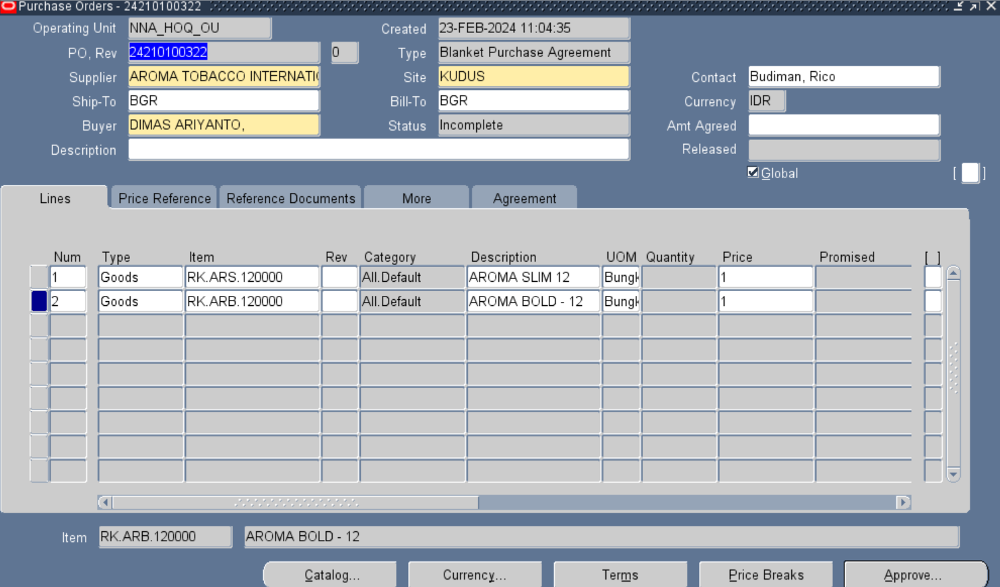 Purchase Orders - 24210100322
Operating Unit NNA_HOQ_OU Created 23-FEB-2024 11:04:35
PO, Rev 24210100322 0 Type Blanket Purchase Agreement
Supplier AROMA TOBACCO INTERNATI Site KUDUS Contact Budiman, Rico
Ship-To BGR Bill-To BGR Currency IDR
Buyer DIMAS ARIYANTO, Status Incomplete Amt Agreed
Description Released
Global [ ]
Lines Price Reference Reference Documents More Agreement
Num Type Item Rev Category Description UOM Quantity Price Promised [ ]
1 Goods RK.ARS.120000 All.Default AROMA SLIM 12 Bungk 1
2 Goods RK.ARB.120000 All.Default AROMA BOLD - 12 Bungk 1
Item RK.ARB.120000 AROMA BOLD - 12
Catalog... Currency... Terms Price Breaks Approve...